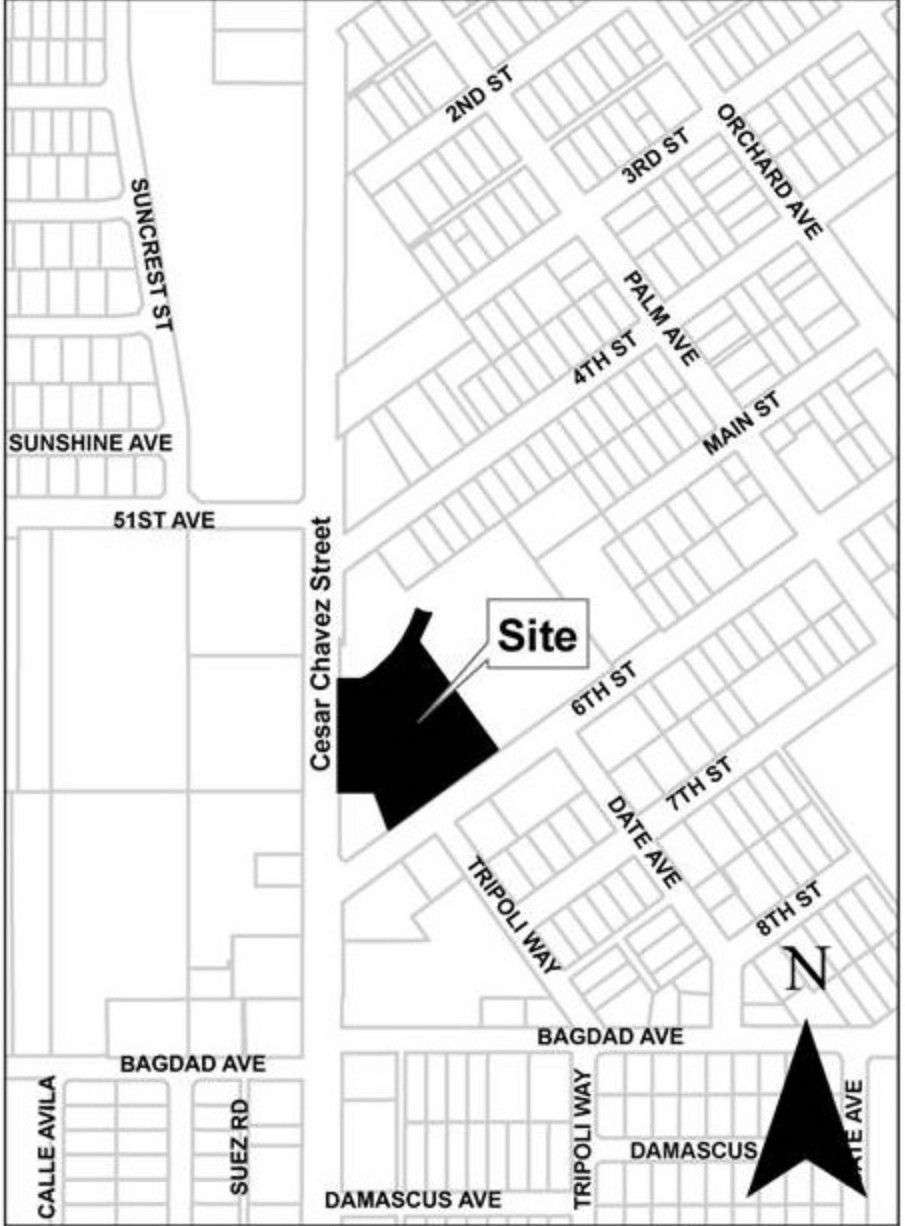 2ND ST
ORCHARD AVE
3RD ST
SUNCREST ST
PALM AVE
4TH ST
MAIN ST
SUNSHINE AVE
51ST AVE
Cesar Chavez Street
Site
6TH ST
7TH ST
DATE AVE
TRIPOLI WAY
8TH ST
N
BAGDAD AVE
BAGDAD AVE
CALLE AVILA
SUEZ RD
TRIPOLI WAY
DAMASCUS
ATE AVE
DAMASCUS AVE